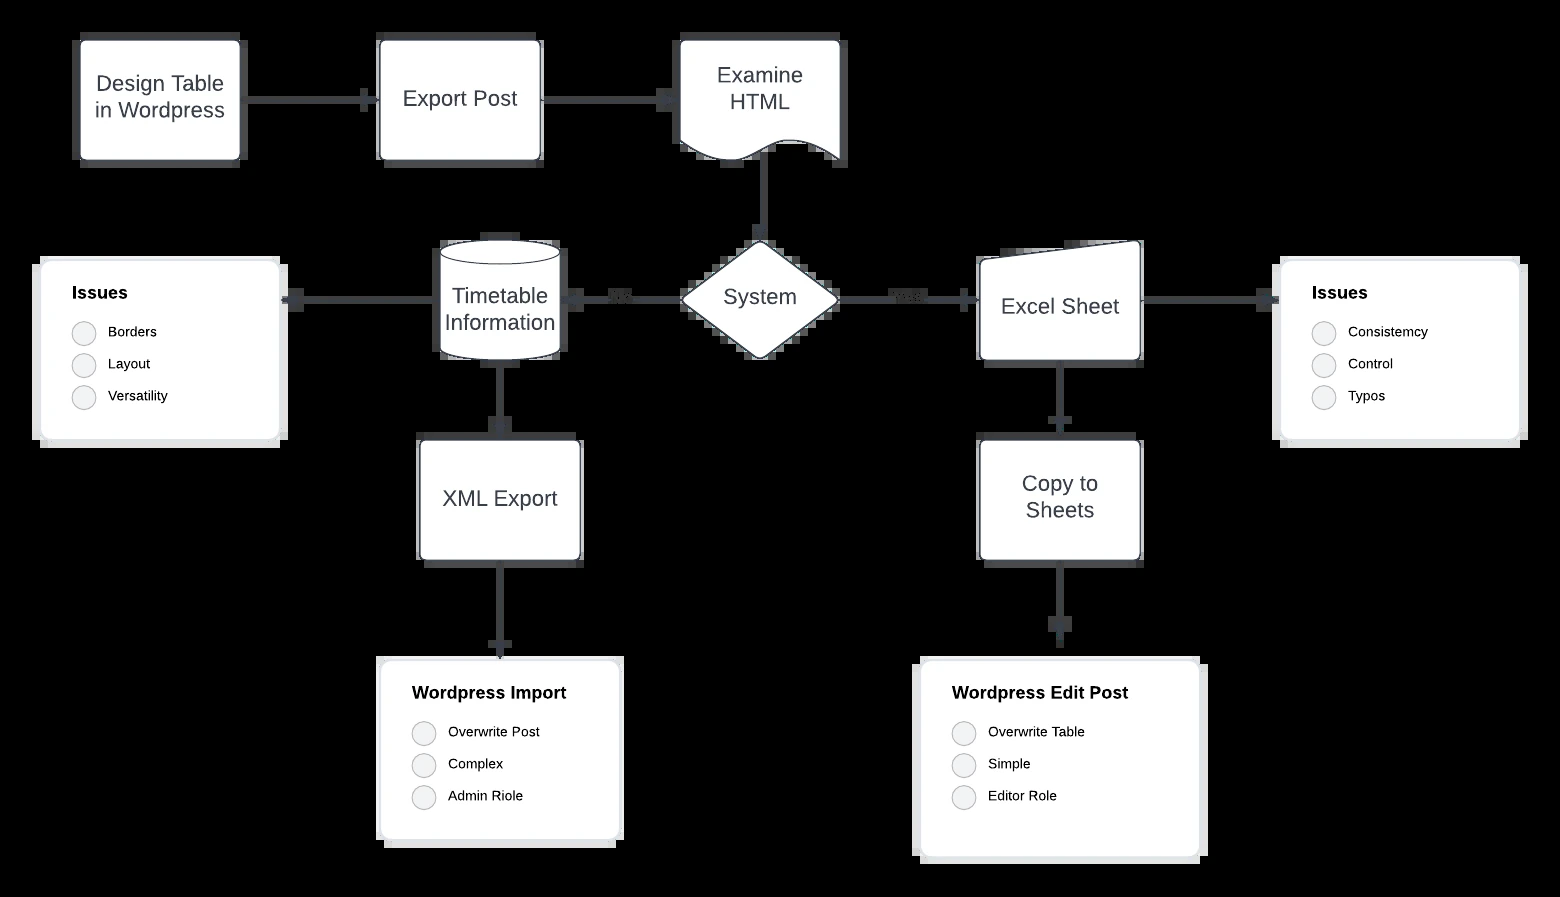 Design Table
in Wordpress
Export Post
Examine
HTML
Issues
Borders
Layout
Versatility
Timetable
Information
System
Excel Sheet
Issues
Consistemcy
Control
Typos
XML Export
Copy to
Sheets
Wordpress Import
Overwrite Post
Complex
Admin Riole
Wordpress Edit Post
Overwrite Table
Simple
Editor Role